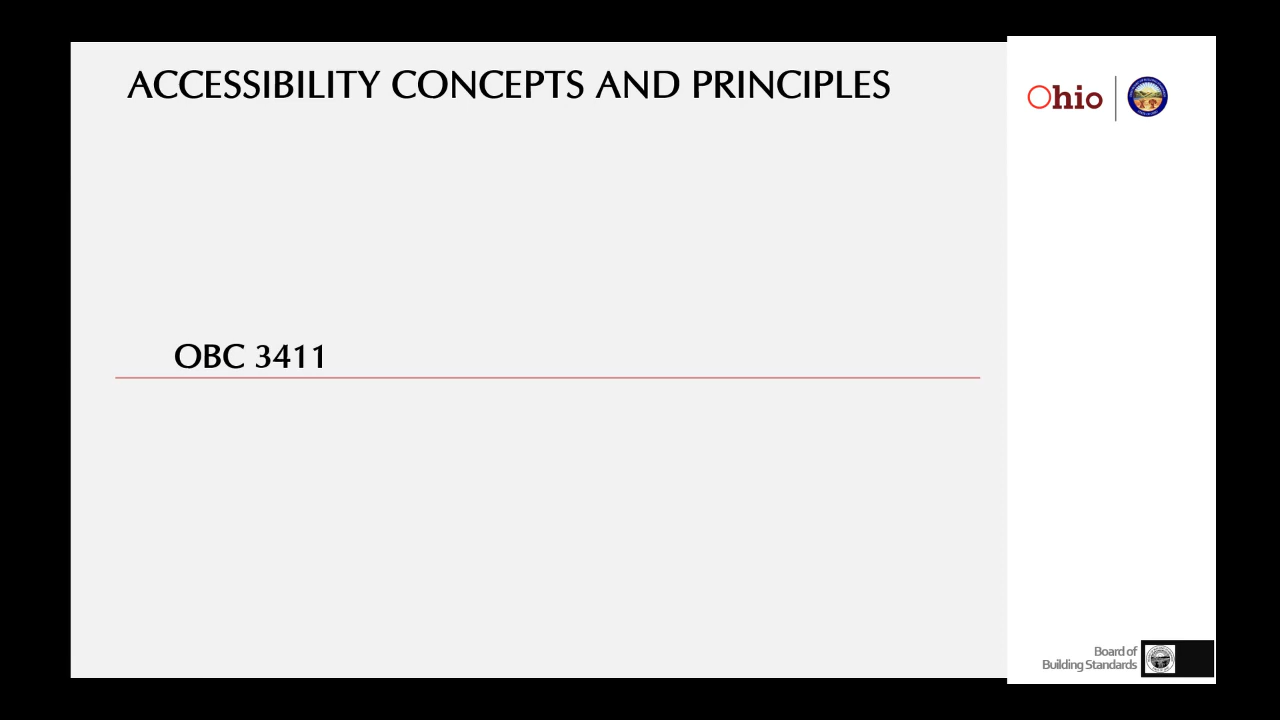 ACCESSIBILITY CONCEPTS AND PRINCIPLES
Ohio
OBC 3411
Board of
Building Standards